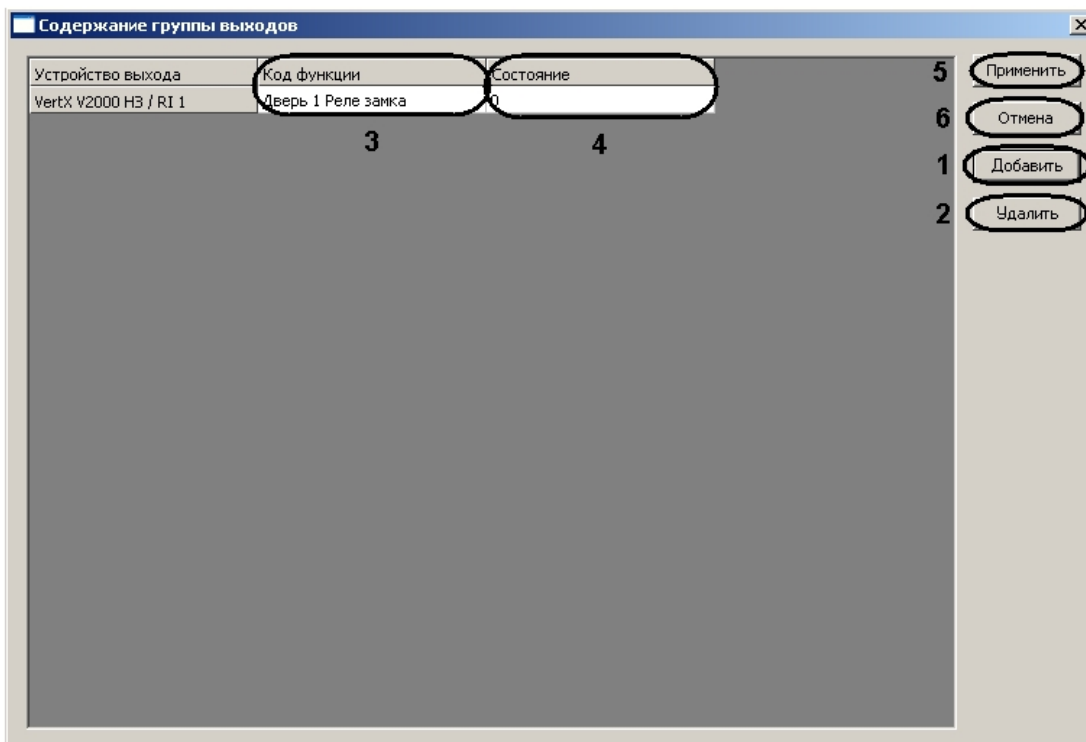 Содержание группы выходов
Устройство выхода Код функции Состояние
VertX V2000 НЗ / RI 1 Дверь 1 Реле замка 0
3 4
5 Применить
6 Отмена
1 Добавить
2 Удалить